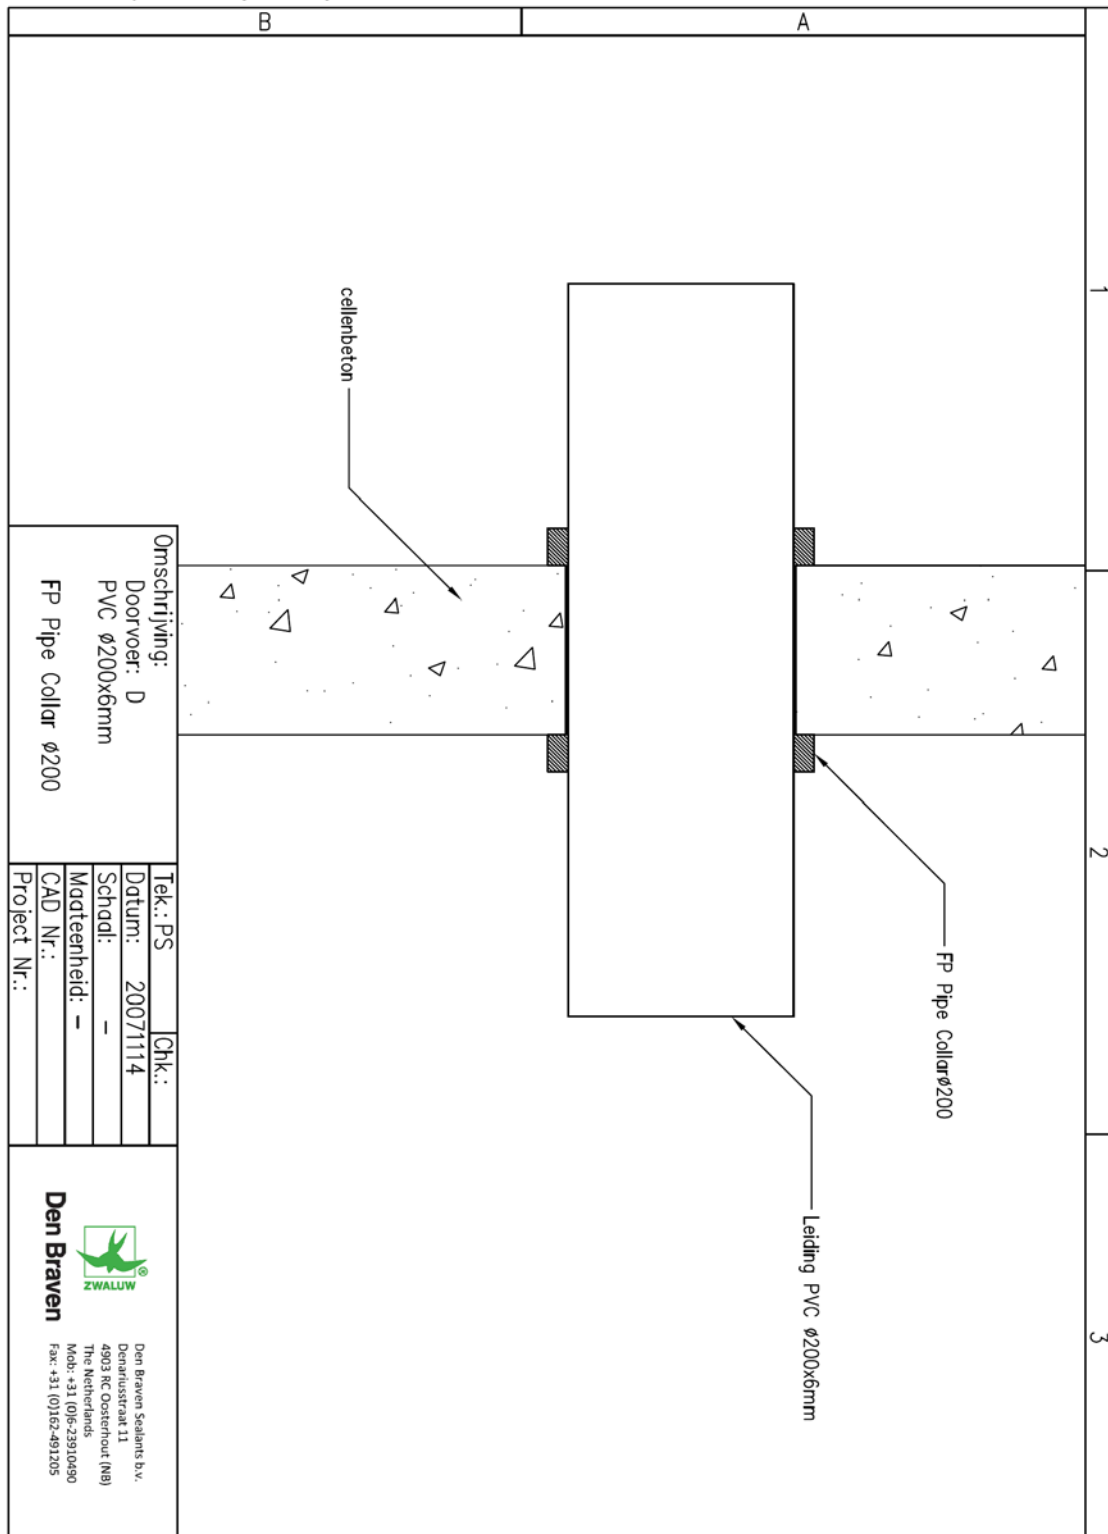 1
2
3
A
B
cellenbeton
FP Pipe Collarø200
Leiding PVC ø200x6mm
Omschrijving:
Doorvoer: D
PVC ø200x6mm
FP Pipe Collar ø200
Tek.: PS
Chk.:
Datum: 20071114
Schaal: –
Maateenheid: –
CAD Nr.:
Project Nr.:
ZWALUW®
Den Braven
Den Braven Sealants b.v.
Denariusstraat 11
4903 RC Oosterhout (NB)
The Netherlands
Mob: +31 (0)6-23910490
Fax: +31 (0)162-491205